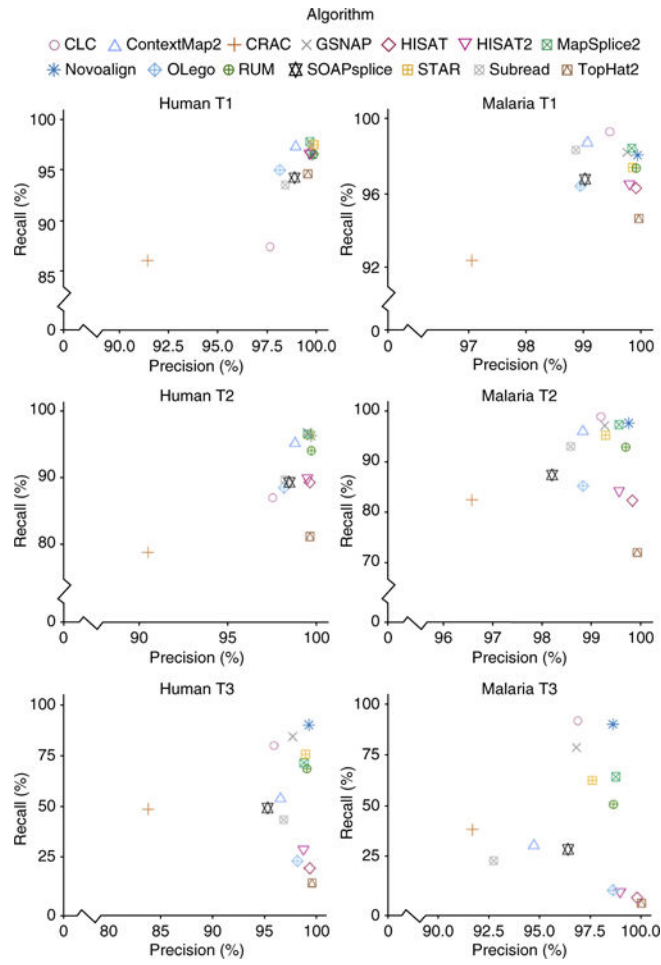 Algorithm
CLC ContextMap2 CRAC GSNAP HISAT HISAT2 MapSplice2
Novoalign OLego RUM SOAPsplice STAR Subread TopHat2
Human T1
Recall (%)
100
95
90
85
0
0 90.0 92.5 95.0 97.5 100.0
Precision (%)
Malaria T1
Recall (%)
100
96
92
0
0 97 98 99 100
Precision (%)
Human T2
Recall (%)
100
90
80
0
0 90 95 100
Precision (%)
Malaria T2
Recall (%)
100
90
80
70
0
0 96 97 98 99 100
Precision (%)
Human T3
Recall (%)
100
75
50
25
0
0 80 85 90 95 100
Precision (%)
Malaria T3
Recall (%)
100
75
50
25
0
0 90.0 92.5 95.0 97.5 100.0
Precision (%)